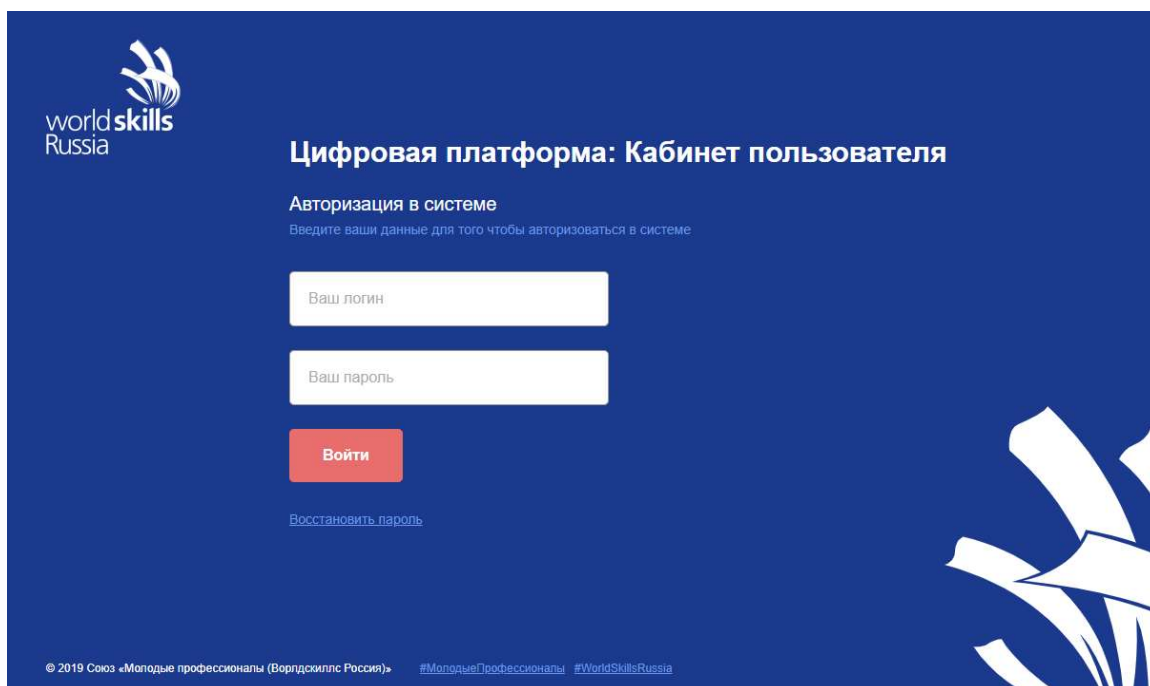 world skills
Russia
Цифровая платформа: Кабинет пользователя
Авторизация в системе
Введите ваши данные для того чтобы авторизоваться в системе
Ваш логин
Ваш пароль
Войти
Восстановить пароль
© 2019 Союз «Молодые профессионалы (Ворлдскиллс Россия)» #МолодыеПрофессионалы #WorldSkillsRussia